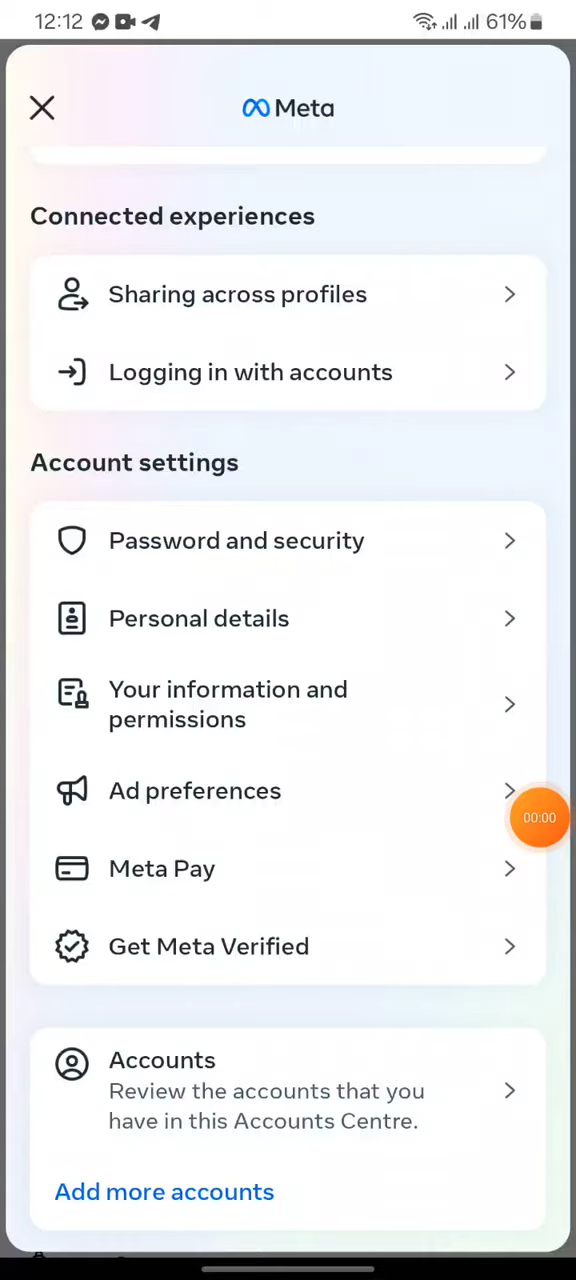 12:12 61%
Meta
Connected experiences
Sharing across profiles
Logging in with accounts
Account settings
Password and security
Personal details
Your information and
permissions
Ad preferences
00:00
Meta Pay
Get Meta Verified
Accounts
Review the accounts that you
have in this Accounts Centre.
Add more accounts